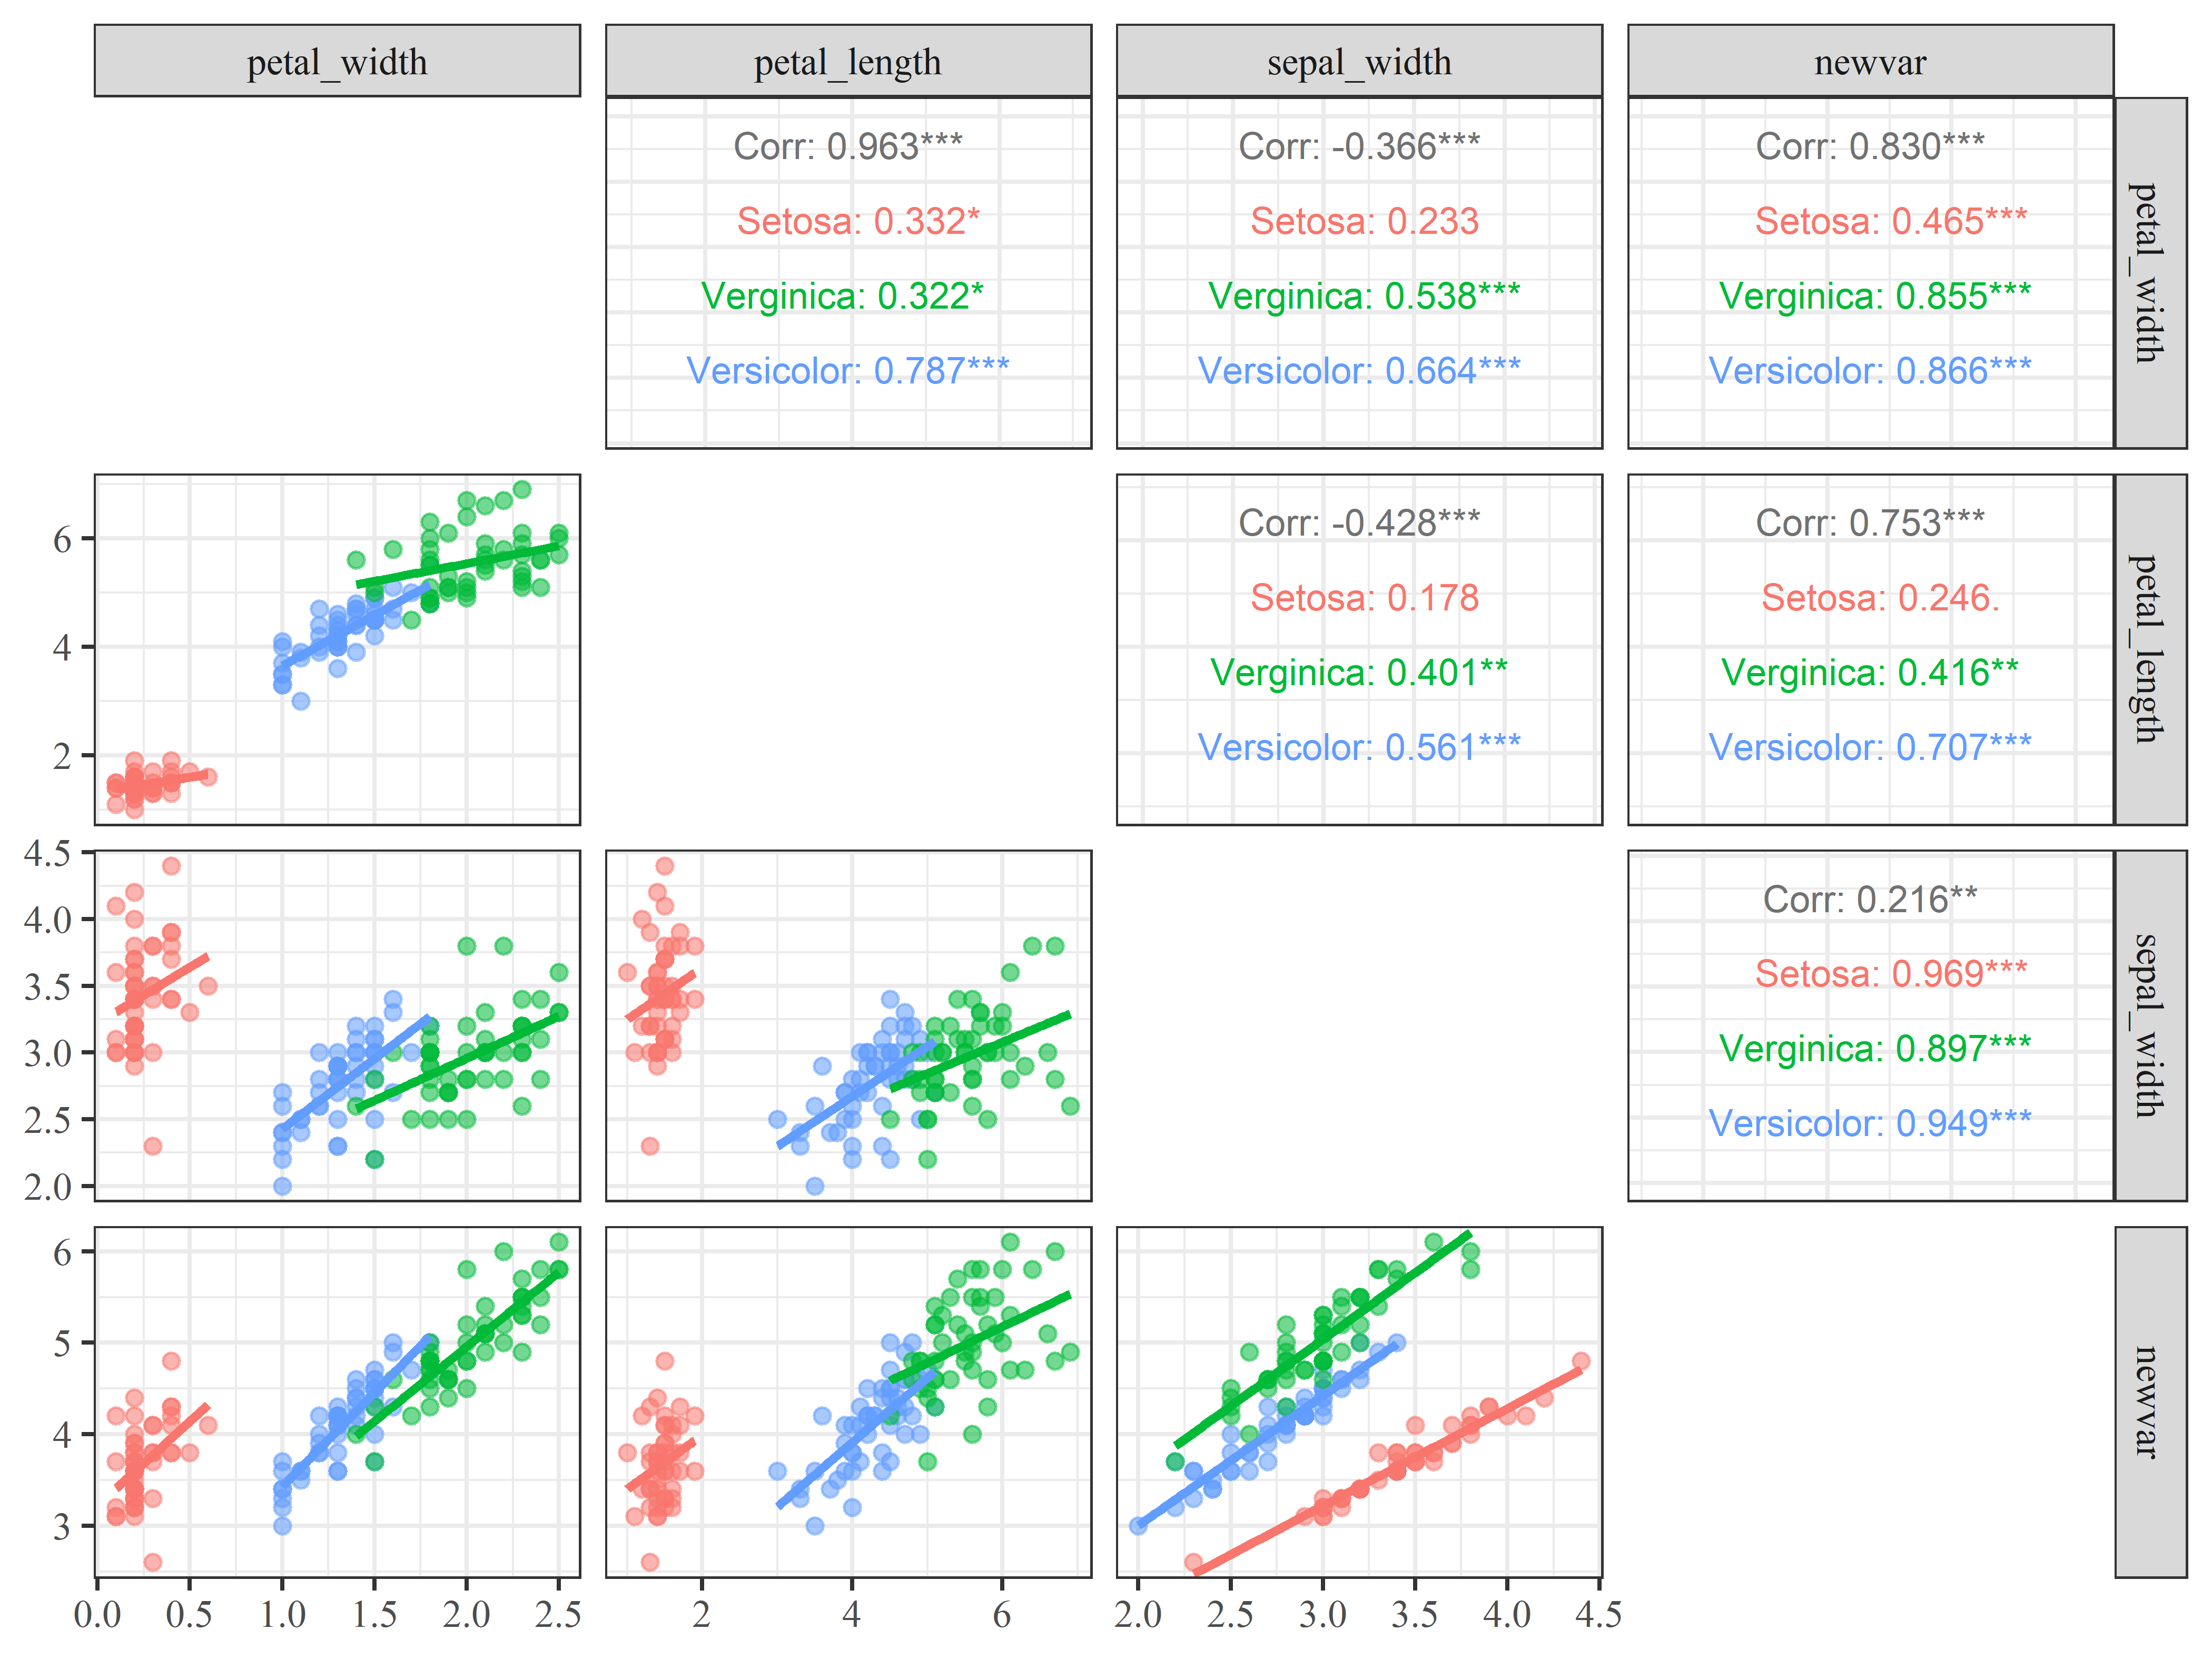 petal_width petal_length sepal_width newvar
Corr: 0.963*** Corr: -0.366*** Corr: 0.830***
Setosa: 0.332* Setosa: 0.233 Setosa: 0.465***
Verginica: 0.322* Verginica: 0.538*** Verginica: 0.855***
Versicolor: 0.787*** Versicolor: 0.664*** Versicolor: 0.866***
petal_width
Corr: -0.428*** Corr: 0.753***
Setosa: 0.178 Setosa: 0.246.
Verginica: 0.401** Verginica: 0.416**
Versicolor: 0.561*** Versicolor: 0.707***
petal_length
6
4
2
Corr: 0.216**
Setosa: 0.969***
Verginica: 0.897***
Versicolor: 0.949***
sepal_width
4.5
4.0
3.5
3.0
2.5
2.0
newvar
6
5
4
3
0.0 0.5 1.0 1.5 2.0 2.5 2 4 6 2.0 2.5 3.0 3.5 4.0 4.5